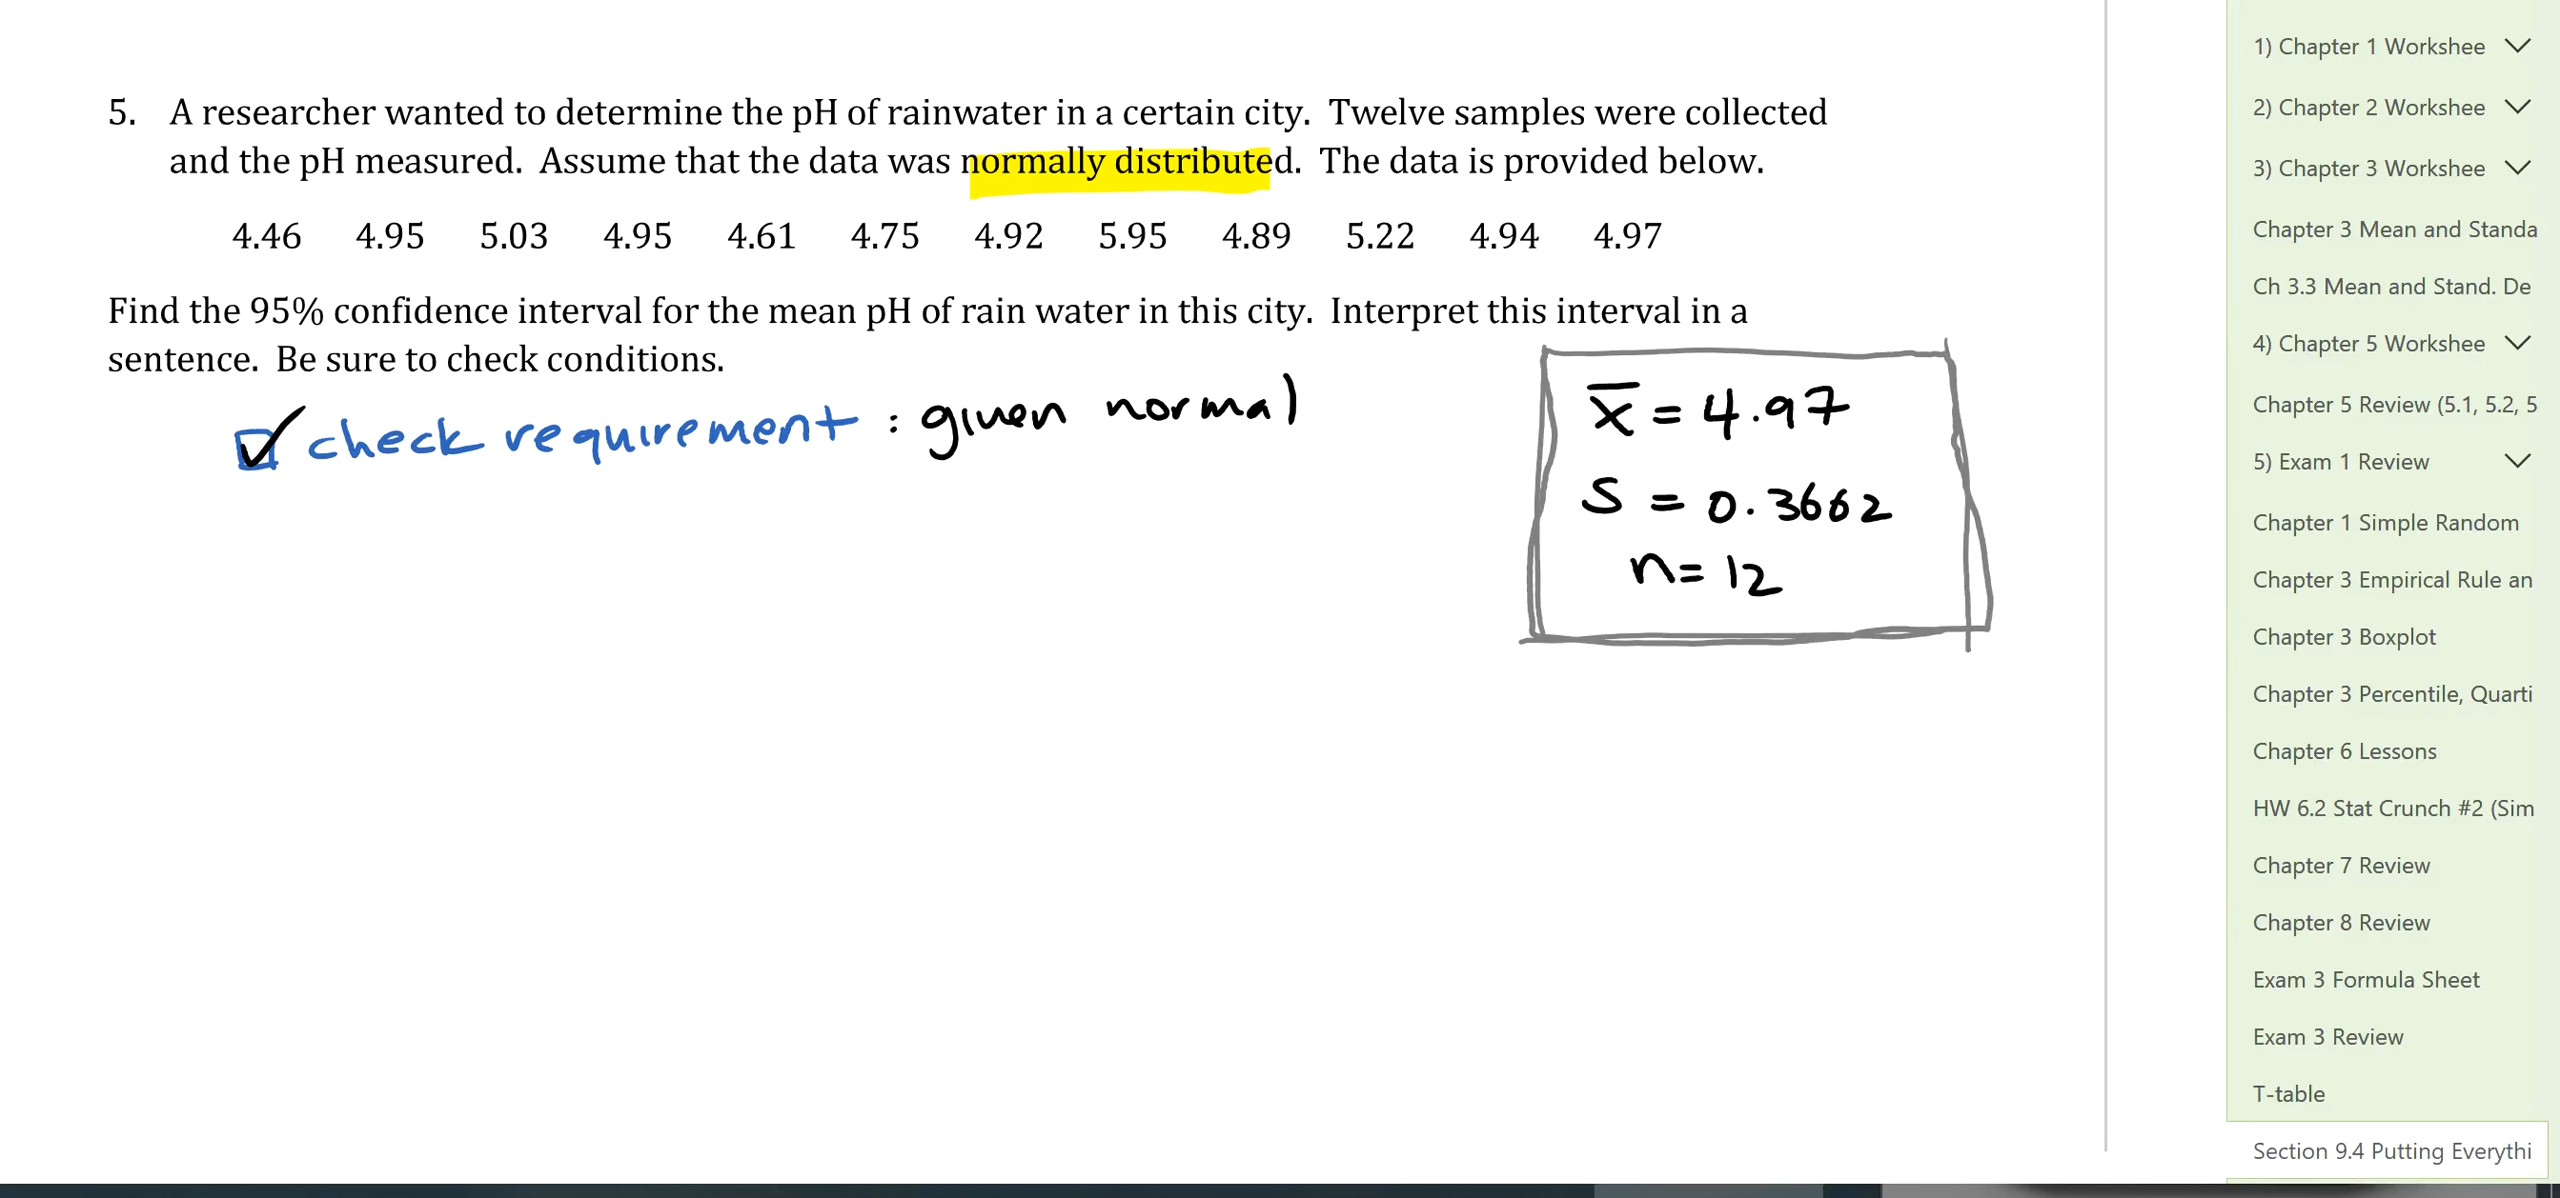 5. A researcher wanted to determine the pH of rainwater in a certain city. Twelve samples were collected
and the pH measured. Assume that the data was normally distributed. The data is provided below.
4.46 4.95 5.03 4.95 4.61 4.75 4.92 5.95 4.89 5.22 4.94 4.97
Find the 95% confidence interval for the mean pH of rain water in this city. Interpret this interval in a
sentence. Be sure to check conditions.
☑ check requirement : given normal
x̅ = 4.97
S = 0.3662
n = 12
1) Chapter 1 Workshee
2) Chapter 2 Workshee
3) Chapter 3 Workshee
Chapter 3 Mean and Standa
Ch 3.3 Mean and Stand. De
4) Chapter 5 Workshee
Chapter 5 Review (5.1, 5.2, 5
5) Exam 1 Review
Chapter 1 Simple Random
Chapter 3 Empirical Rule an
Chapter 3 Boxplot
Chapter 3 Percentile, Quarti
Chapter 6 Lessons
HW 6.2 Stat Crunch #2 (Sim
Chapter 7 Review
Chapter 8 Review
Exam 3 Formula Sheet
Exam 3 Review
T-table
Section 9.4 Putting Everythi